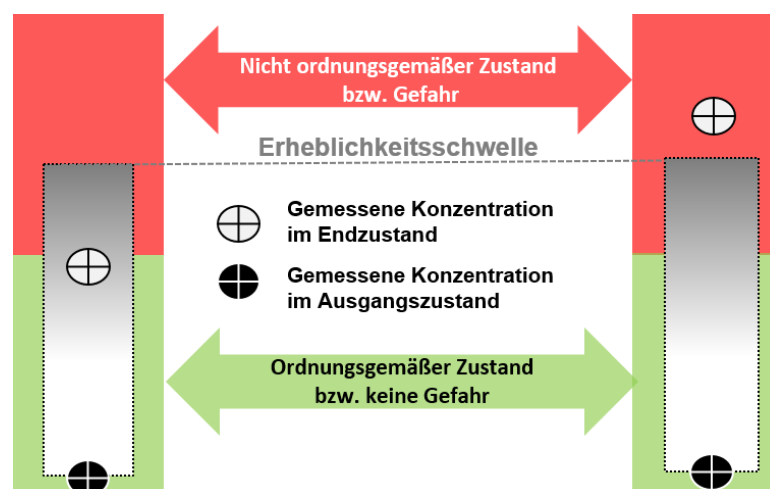 Nicht ordnungsgemäßer Zustand
bzw. Gefahr
Erheblichkeitsschwelle
Gemessene Konzentration
im Endzustand
Gemessene Konzentration
im Ausgangszustand
Ordnungsgemäßer Zustand
bzw. keine Gefahr